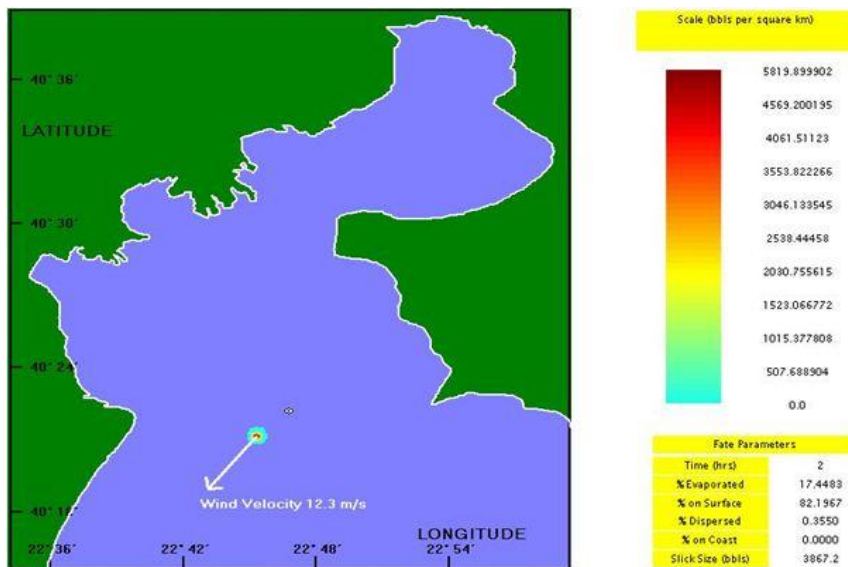 Scale (bbls per square km)
5819.899902
4569.200195
4061.51123
3553.822266
3046.133545
2538.44458
2030.755615
1523.066772
1015.377808
507.688904
0.0
40° 36'
LATITUDE
40° 30'
40° 24'
40° 18'
Wind Velocity 12.3 m/s
LONGITUDE
22° 36' 22° 42' 22° 48' 22° 54'
Fate Parameters
Time (hrs) 2
% Evaporated 17.4483
% on Surface 82.1967
% Dispersed 0.3550
% on Coast 0.0000
Slick Size (bbls) 3867.2